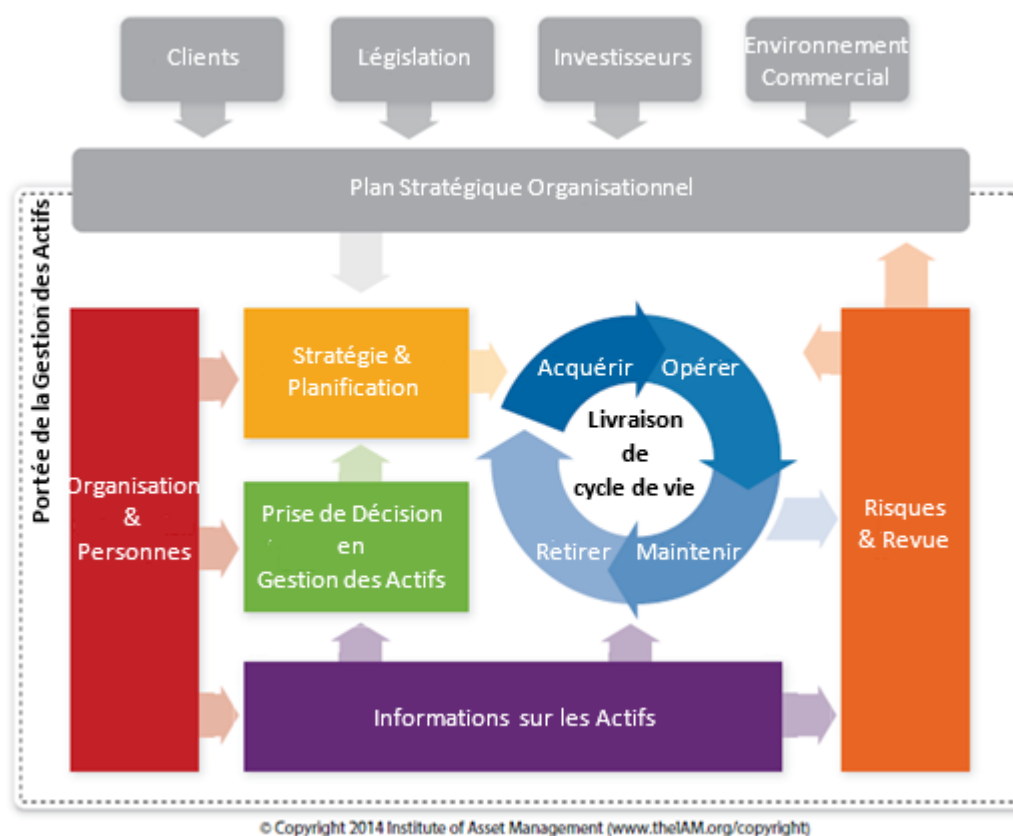 Clients
Législation
Investisseurs
Environnement
Commercial
Plan Stratégique Organisationnel
Portée de la Gestion des Actifs
Organisation
&
Personnes
Stratégie &
Planification
Prise de Décision
en
Gestion des Actifs
Acquérir
Opérer
Livraison
de
cycle de vie
Retirer
Maintenir
Risques
& Revue
Informations sur les Actifs
© Copyright 2014 Institute of Asset Management (www.theIAM.org/copyright)